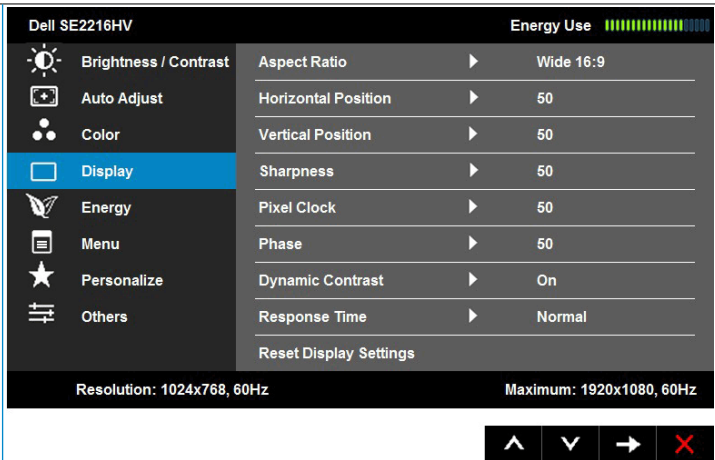 Dell SE2216HV Energy Use
Brightness / Contrast Aspect Ratio Wide 16:9
Auto Adjust Horizontal Position 50
Color Vertical Position 50
Display Sharpness 50
Energy Pixel Clock 50
Menu Phase 50
Personalize Dynamic Contrast On
Others Response Time Normal
Reset Display Settings
Resolution: 1024x768, 60Hz Maximum: 1920x1080, 60Hz